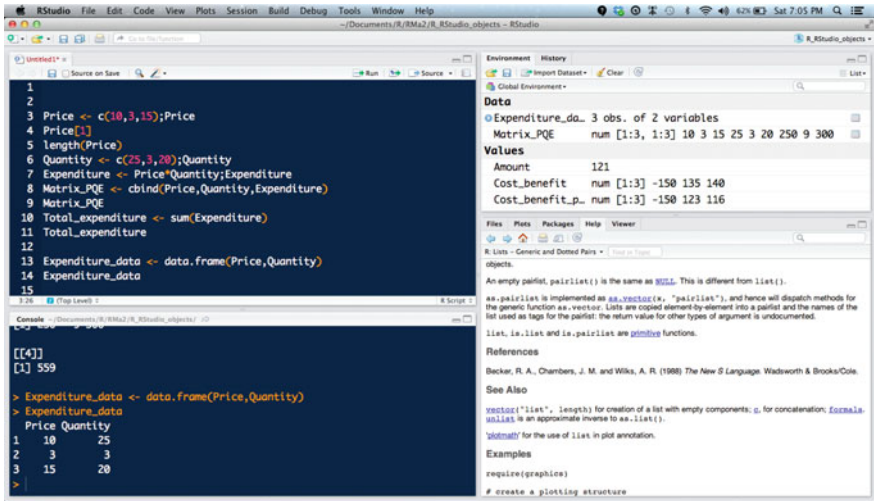 RStudio File Edit Code View Plots Session Build Debug Tools Window Help 62% Sat 7:05 PM
~/Documents/R/RMa2/R_RStudio_objects - RStudio
Go to file/function
R_RStudio_objects
Untitled1*
Source on Save
Run
Source
1
2
3 Price <- c(10,3,15);Price
4 Price[1]
5 length(Price)
6 Quantity <- c(25,3,20);Quantity
7 Expenditure <- Price*Quantity;Expenditure
8 Matrix_PQE <- cbind(Price,Quantity,Expenditure)
9 Matrix_PQE
10 Total_expenditure <- sum(Expenditure)
11 Total_expenditure
12
13 Expenditure_data <- data.frame(Price,Quantity)
14 Expenditure_data
15
3:26 (Top Level) R Script
Console ~/Documents/R/RMa2/R_RStudio_objects/
[[4]]
[1] 559
> Expenditure_data <- data.frame(Price,Quantity)
> Expenditure_data
Price Quantity
1 10 25
2 3 3
3 15 20
>
Environment History
Import Dataset Clear List
Global Environment
Data
Expenditure_da… 3 obs. of 2 variables
Matrix_PQE num [1:3, 1:3] 10 3 15 25 3 20 250 9 300
Values
Amount 121
Cost_benefit num [1:3] -150 135 140
Cost_benefit_p… num [1:3] -150 123 116
Files Plots Packages Help Viewer
R: Lists – Generic and Dotted Pairs Find in Topic
objects.
An empty pairlist, pairlist() is the same as NULL. This is different from list().
as.pairlist is implemented as as.vector(x, "pairlist"), and hence will dispatch methods for
the generic function as.vector. Lists are copied element-by-element into a pairlist and the names of the
list used as tags for the pairlist: the return value for other types of argument is undocumented.
list, is.list and is.pairlist are primitive functions.
References
Becker, R. A., Chambers, J. M. and Wilks, A. R. (1988) The New S Language. Wadsworth & Brooks/Cole.
See Also
vector("list", length) for creation of a list with empty components; c, for concatenation; formals.
unlist is an approximate inverse to as.list().
'plotmath' for the use of list in plot annotation.
Examples
require(graphics)
# create a plotting structure